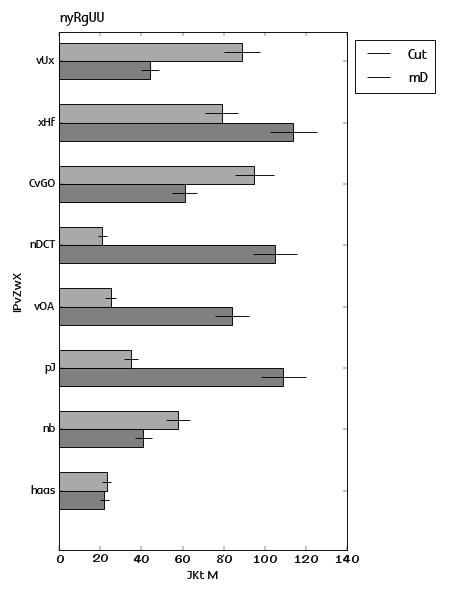 nyRgUU
vUx
xHf
CvGO
nDCT
vOA
pJ
nb
haas
lPvZwX
0 20 40 60 80 100 120 140
JKt M
Cut
mD